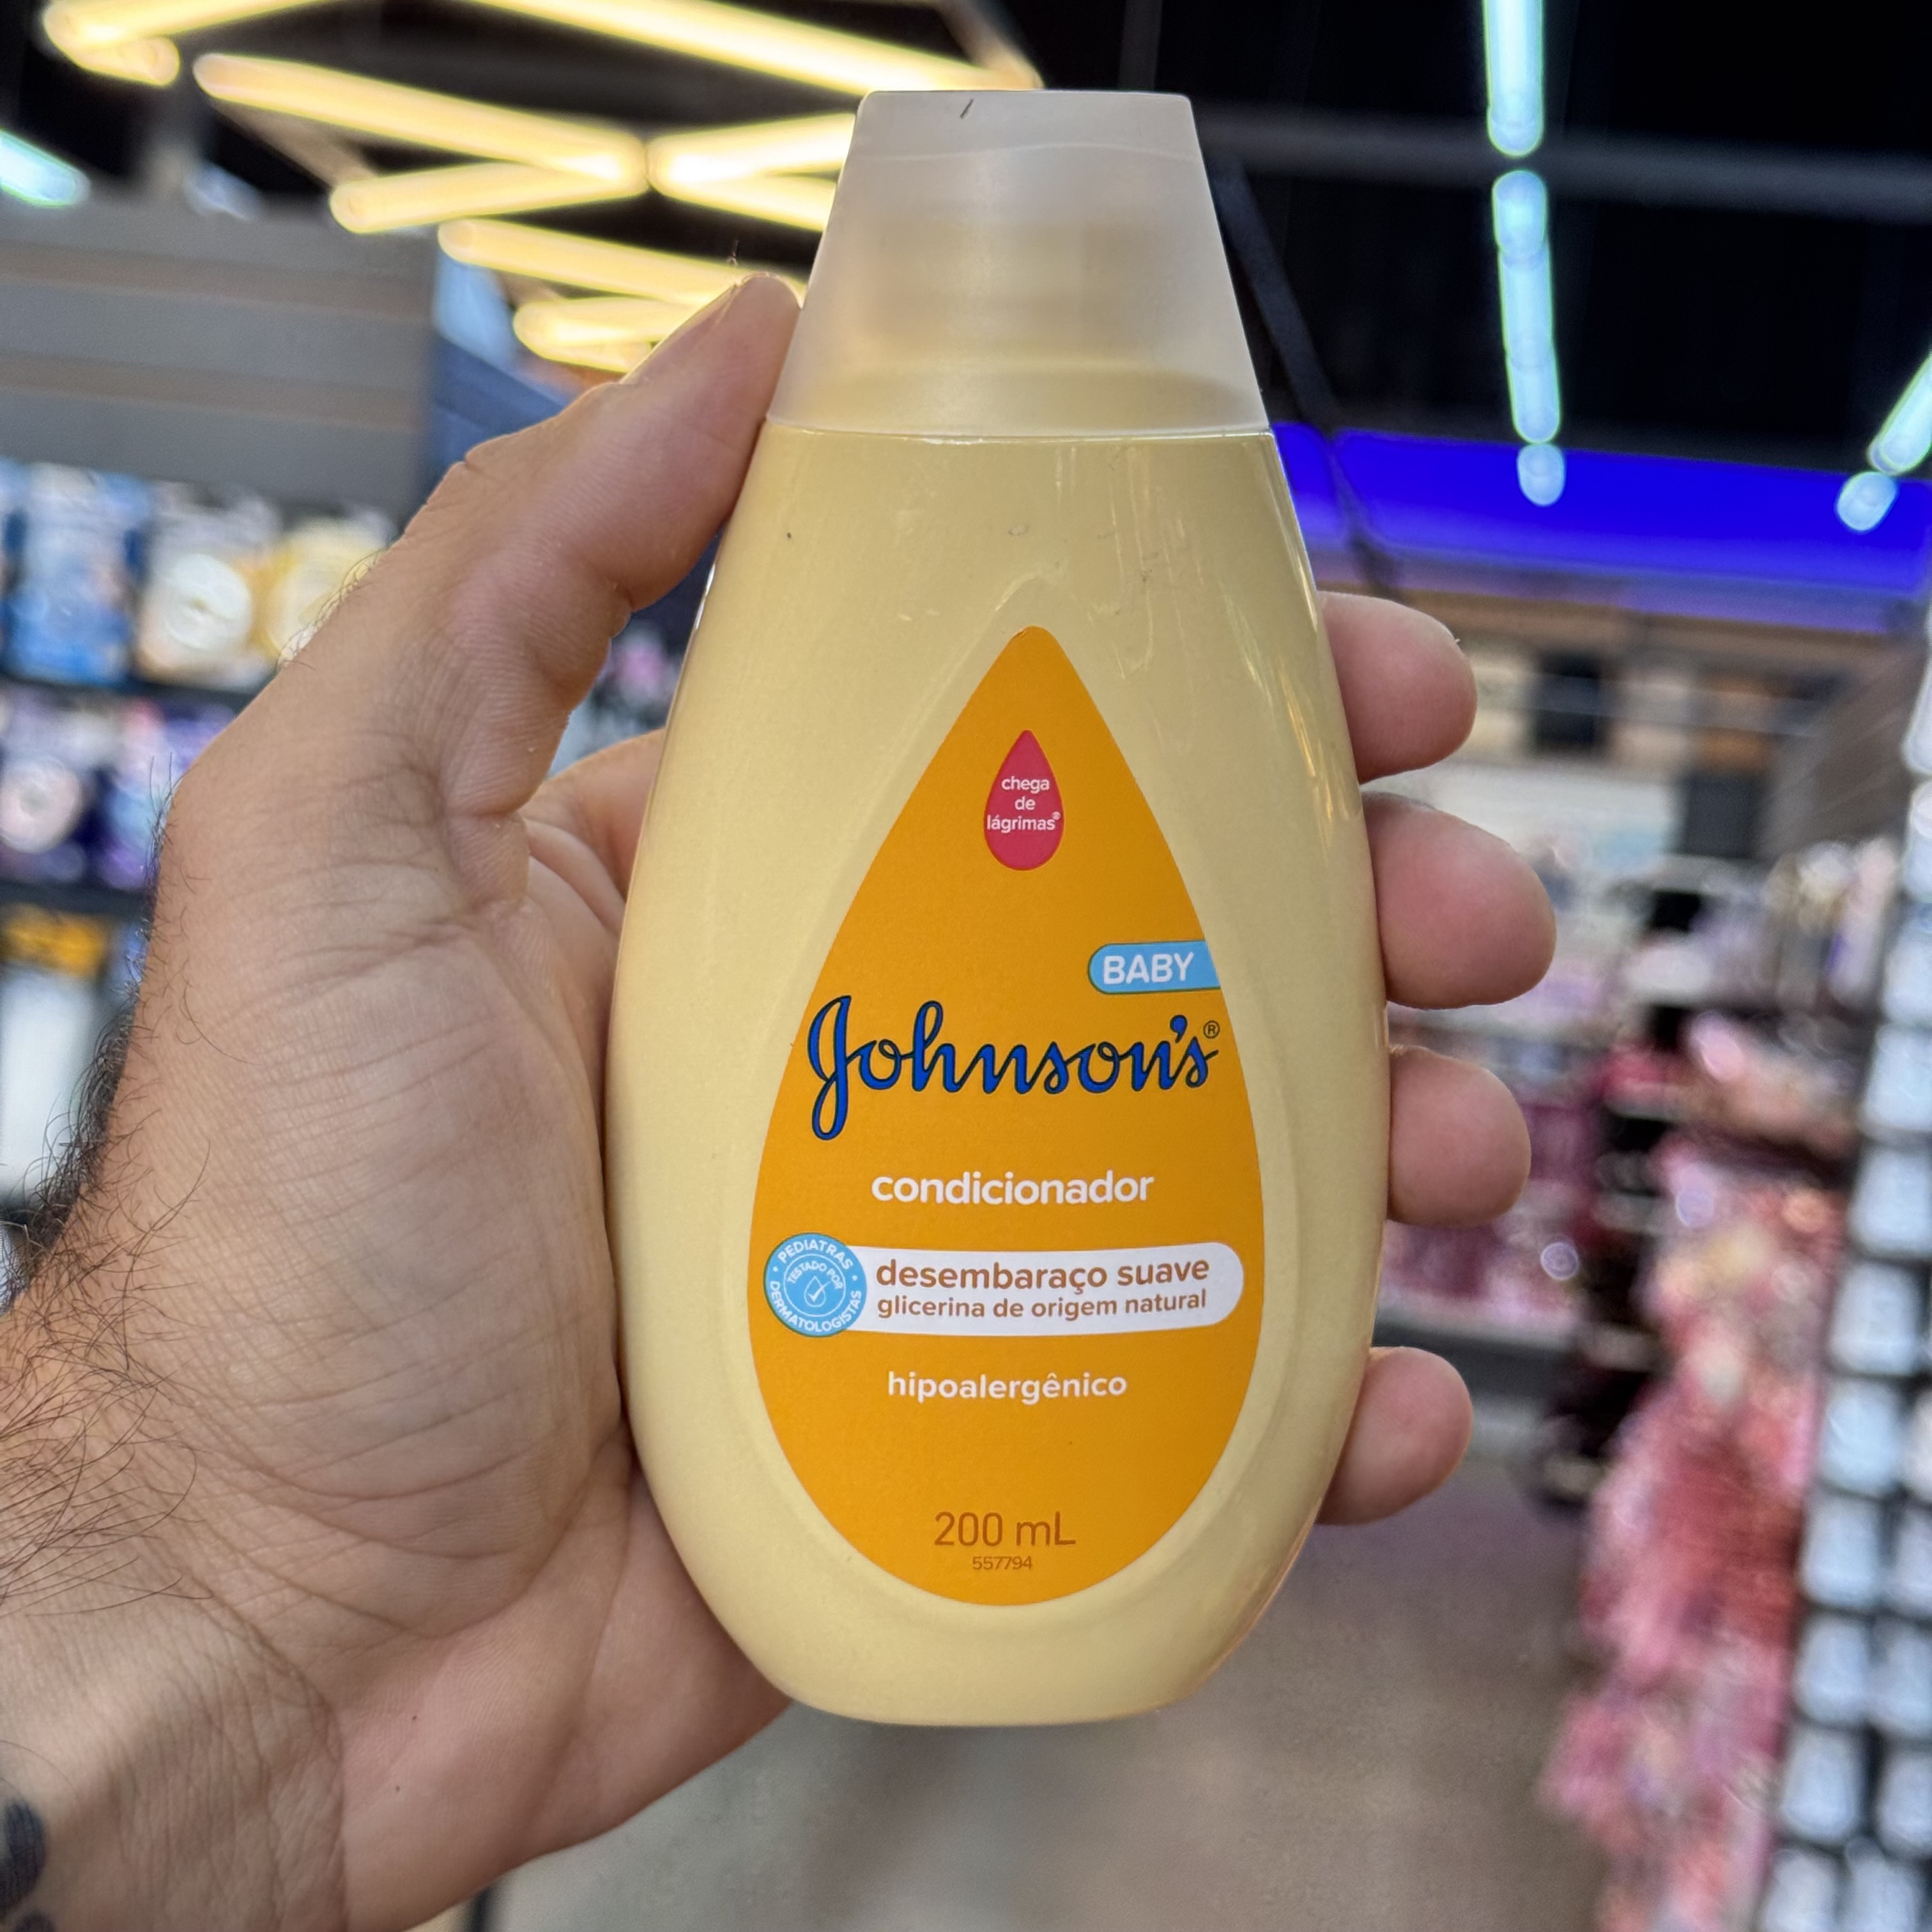 chega
de
lágrimas®
BABY
Johnson's®
condicionador
PEDIATRAS
TESTADO POR
DERMATOLOGISTAS
desembaraço suave
glicerina de origem natural
hipoalergênico
200 mL
557794